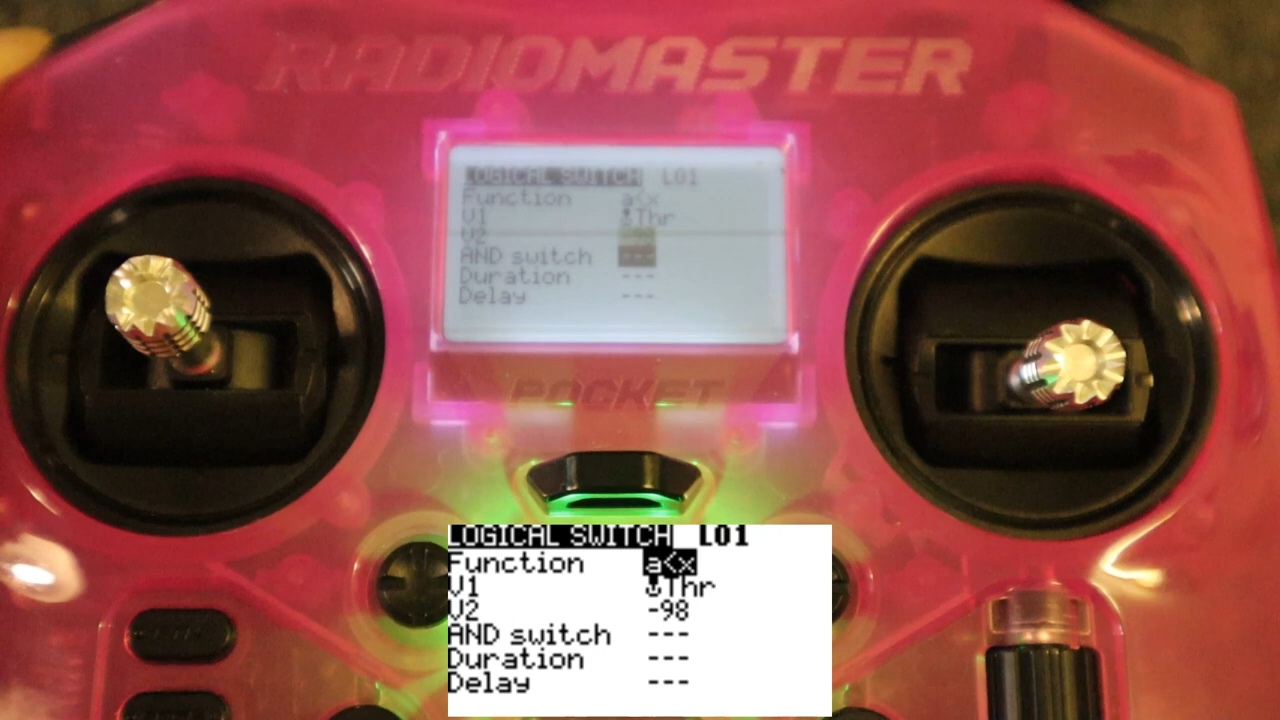 RADIOMASTER
LOGICAL SWITCH L01
Function a<x
V1 Thr
V2
AND switch ---
Duration ---
Delay ---
POCKET
LOGICAL SWITCH L01
Function a<x
V1 Thr
V2 -98
AND switch ---
Duration ---
Delay ---